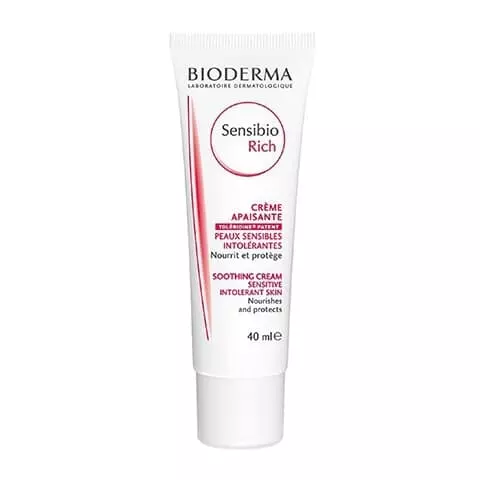 BIODERMA
LABORATOIRE DERMATOLOGIQUE
Sensibio
Rich
CRÈME
APAISANTE
TOLÉRIDINE® PATENT
PEAUX SENSIBLES
INTOLÉRANTES
Nourrit et protège
SOOTHING CREAM
SENSITIVE
INTOLERANT SKIN
Nourishes
and protects
40 ml ℮